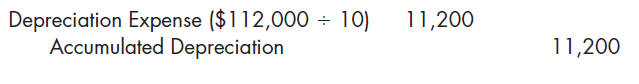 Depreciation Expense ($112,000 ÷ 10) 11,200
Accumulated Depreciation 11,200